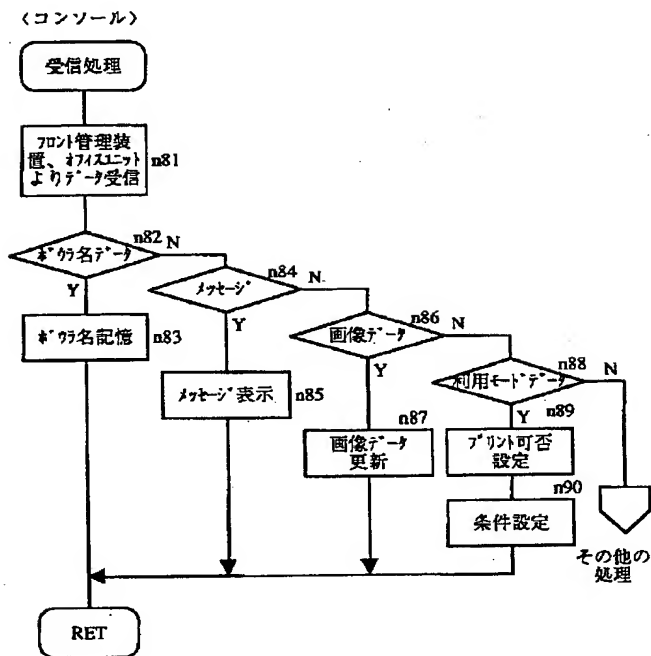 〈コンソール〉
受信処理
フロント管理装
置、オフィスユニット
よりデータ受信
n81
ボウラ名データ
n82
N
Y
ボウラ名記憶
n83
メッセージ
n84
N
Y
メッセージ表示
n85
画像データ
n86
N
Y
画像データ
更新
n87
利用モードデータ
n88
N
Y
n89
プリント可否
設定
n90
条件設定
その他の
処理
RET